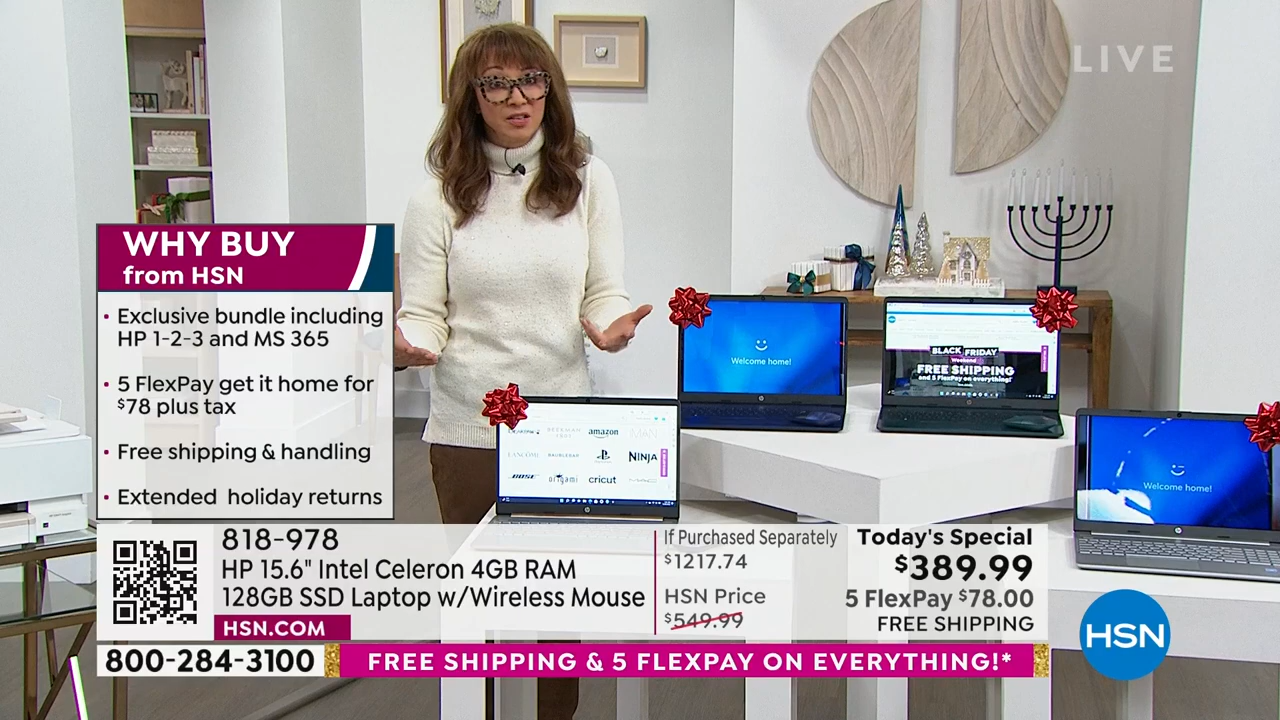 LIVE
WHY BUY
from HSN
• Exclusive bundle including
HP 1-2-3 and MS 365
• 5 FlexPay get it home for
$78 plus tax
• Free shipping & handling
• Extended holiday returns
Welcome home!
BLACK FRIDAY
Weekend
FREE SHIPPING
and 5 FlexPay on everything!
amazon
NINJA
BOSE origami cricut
Welcome home!
818-978
HP 15.6" Intel Celeron 4GB RAM
128GB SSD Laptop w/Wireless Mouse
HSN.COM
If Purchased Separately
$1217.74
HSN Price
$549.99
Today's Special
$389.99
5 FlexPay $78.00
FREE SHIPPING
HSN
800-284-3100
FREE SHIPPING & 5 FLEXPAY ON EVERYTHING!*